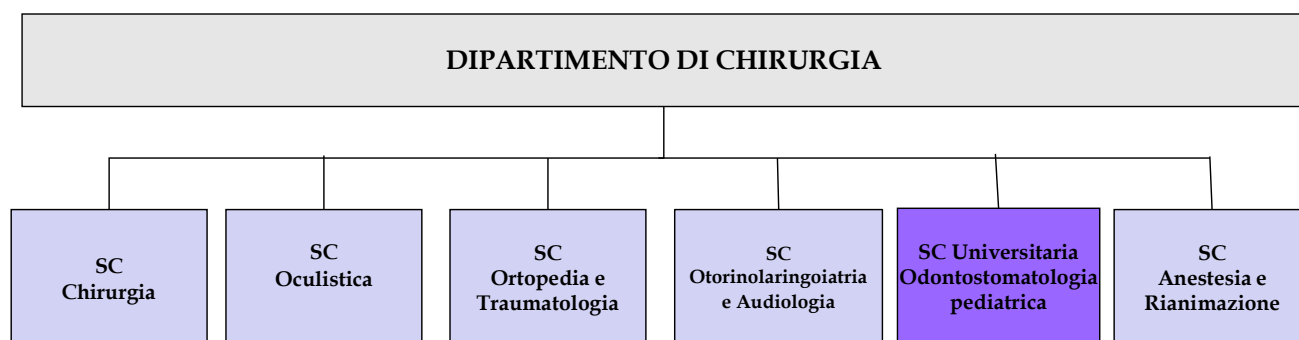 DIPARTIMENTO DI CHIRURGIA
SC
Chirurgia
SC
Oculistica
SC
Ortopedia e
Traumatologia
SC
Otorinolaringoiatria
e Audiologia
SC Universitaria
Odontostomatologia
pediatrica
SC
Anestesia e
Rianimazione